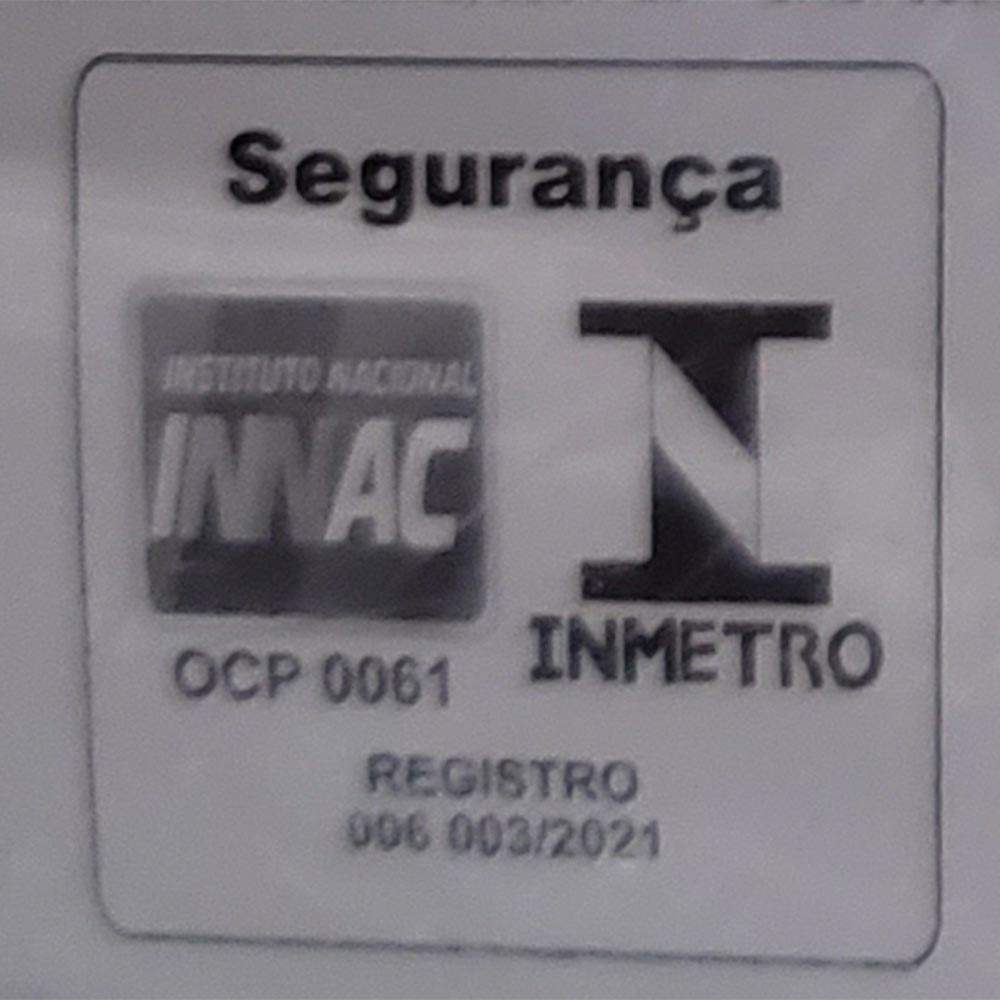 Segurança
INSTITUTO NACIONAL
INNAC
OCP 0061
INMETRO
REGISTRO
006 003/2021